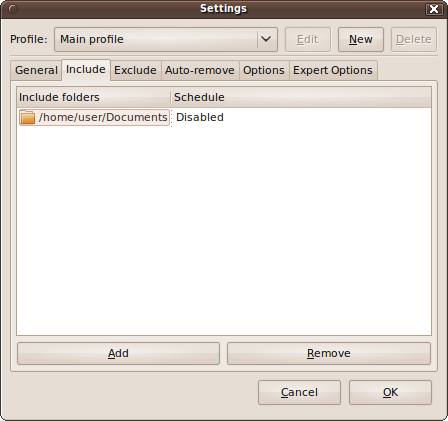 Settings
Profile: Main profile Edit New Delete
General Include Exclude Auto-remove Options Expert Options
Include folders Schedule
/home/user/Documents Disabled
Add Remove
Cancel OK